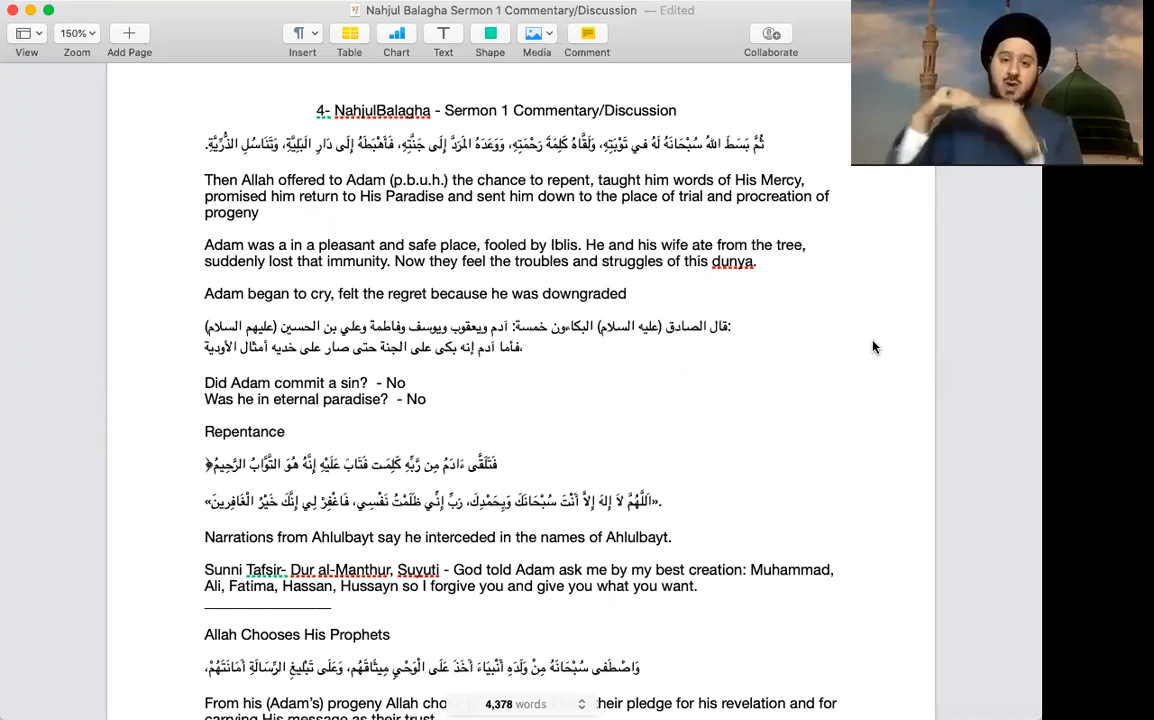 Nahjul Balagha Sermon 1 Commentary/Discussion — Edited
150%
View
Zoom
Add Page
Insert
Table
Chart
Text
Shape
Media
Comment
Collaborate
4- NahjulBalagha - Sermon 1 Commentary/Discussion
ثُمَّ بَسَطَ اللهُ سُبْحَانَهُ لَهُ في تَوْبَتِهِ، وَلَقَّاهُ كَلِمَةَ رَحْمَتِهِ، وَوَعَدَهُ المَرَدَّ إِلَى جَنَّتِهِ، فَأَهْبَطَهُ إِلَى دَارِ الَبَلِيَّةِ، وَتَنَاسُلِ الذُّرِّيَّةِ.
Then Allah offered to Adam (p.b.u.h.) the chance to repent, taught him words of His Mercy,
promised him return to His Paradise and sent him down to the place of trial and procreation of
progeny
Adam was a in a pleasant and safe place, fooled by Iblis. He and his wife ate from the tree,
suddenly lost that immunity. Now they feel the troubles and struggles of this dunya.
Adam began to cry, felt the regret because he was downgraded
قال الصادق (عليه السلام) البكاءون خمسة: آدم ويعقوب ويوسف وفاطمة وعلي بن الحسين (عليهم السلام):
فأما آدم إنه بكى على الجنة حتى صار على خديه أمثال الأودية،
Did Adam commit a sin? - No
Was he in eternal paradise? - No
Repentance
فَتَلَقَّى ءَادَمُ مِن رَّبِّهِ كَلِمَت فَتَابَ عَلَيْهِ إِنَّهُ هُوَ التَّوَّابُ الرَّحِيمُ﴿
«اَللَّهُمَّ لاَ إِلهَ إِلاَّ أَنْتَ سُبْحَانَكَ وَبِحَمْدِكَ، رَبِّ إِنِّي ظَلَمْتُ نَفْسِي، فَاغْفِرْ لِي إِنَّكَ خَيْرُ الْغَافِرِينَ».
Narrations from Ahlulbayt say he interceded in the names of Ahlulbayt.
Sunni Tafsir- Dur al-Manthur, Suyuti - God told Adam ask me by my best creation: Muhammad,
Ali, Fatima, Hassan, Hussayn so I forgive you and give you what you want.
Allah Chooses His Prophets
وَاصْطَفى سُبْحَانَهُ مِنْ وَلَدَهِ أَنْبِيَاءَ أَخَذَ عَلَى الْوَحْيِ مِيثَاقَهُم، وَعَلَى تَبْلِيغِ الرِّسَالَةِ أَمَانَتَهُمْ،
From his (Adam's) progeny Allah cho their pledge for his revelation and for
carrying His message as their trust
4,378 words